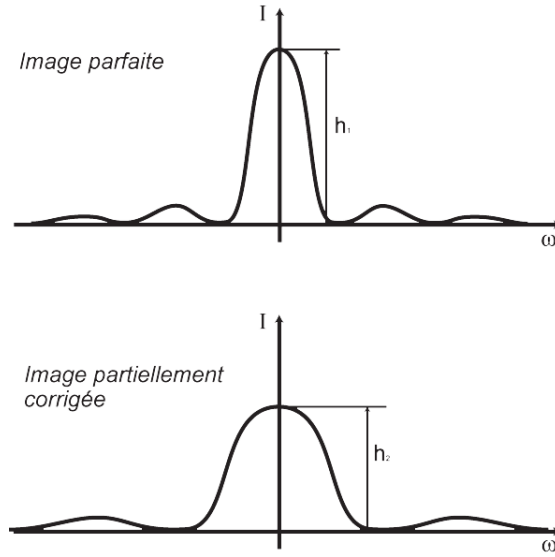 I
Image parfaite
h₁
ω
I
Image partiellement
corrigée
h₂
ω